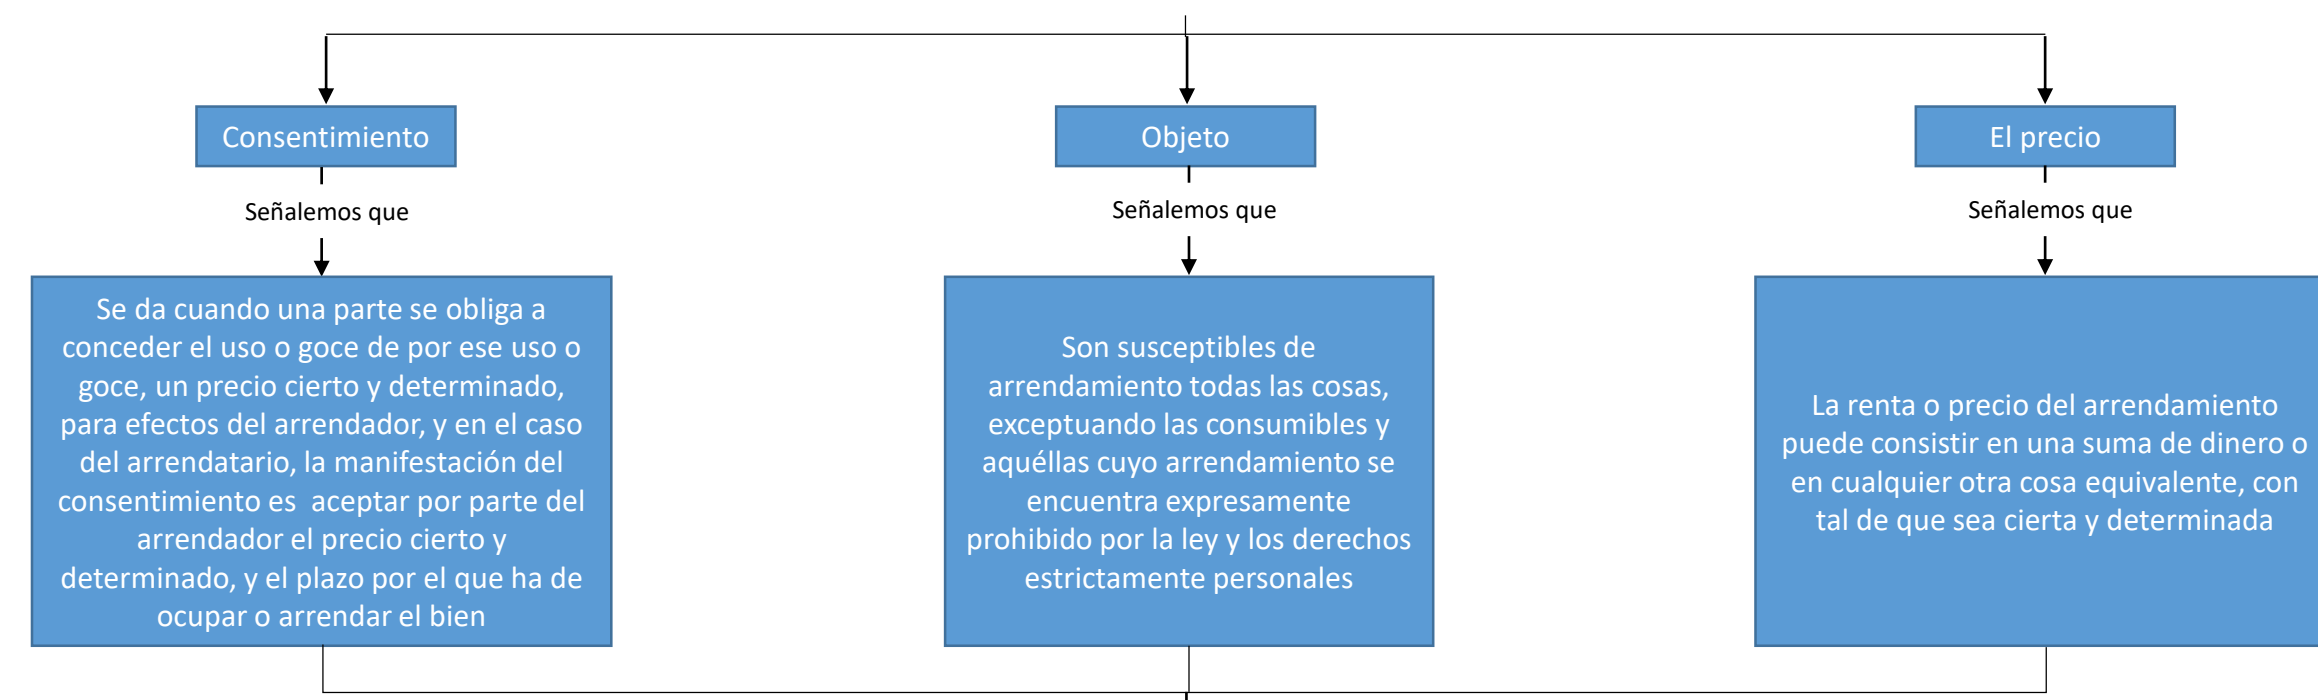 Consentimiento
Señalemos que
Se da cuando una parte se obliga a
conceder el uso o goce de por ese uso o
goce, un precio cierto y determinado,
para efectos del arrendador, y en el caso
del arrendatario, la manifestación del
consentimiento es  aceptar por parte del
arrendador el precio cierto y
determinado, y el plazo por el que ha de
ocupar o arrendar el bien
Objeto
Señalemos que
Son susceptibles de
arrendamiento todas las cosas,
exceptuando las consumibles y
aquéllas cuyo arrendamiento se
encuentra expresamente
prohibido por la ley y los derechos
estrictamente personales
El precio
Señalemos que
La renta o precio del arrendamiento
puede consistir en una suma de dinero o
en cualquier otra cosa equivalente, con
tal de que sea cierta y determinada